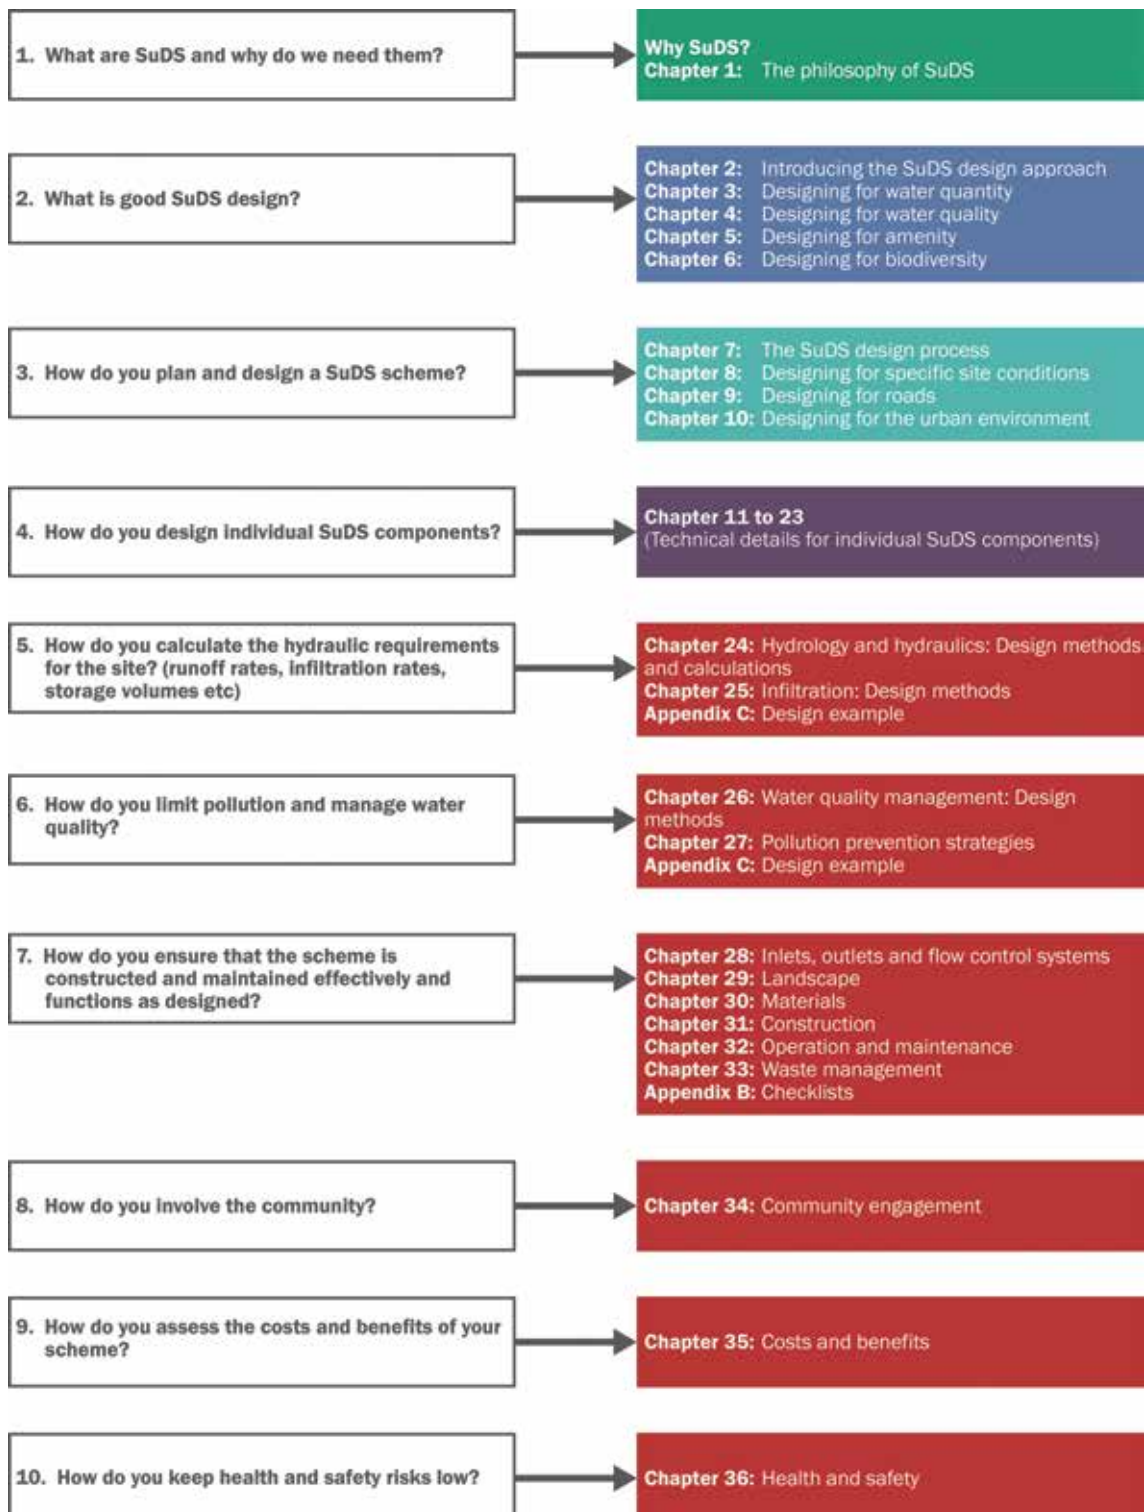 1. What are SuDS and why do we need them?
Why SuDS?
Chapter 1: The philosophy of SuDS
2. What is good SuDS design?
Chapter 2: Introducing the SuDS design approach
Chapter 3: Designing for water quantity
Chapter 4: Designing for water quality
Chapter 5: Designing for amenity
Chapter 6: Designing for biodiversity
3. How do you plan and design a SuDS scheme?
Chapter 7: The SuDS design process
Chapter 8: Designing for specific site conditions
Chapter 9: Designing for roads
Chapter 10: Designing for the urban environment
4. How do you design individual SuDS components?
Chapter 11 to 23
(Technical details for individual SuDS components)
5. How do you calculate the hydraulic requirements
for the site? (runoff rates, infiltration rates,
storage volumes etc)
Chapter 24: Hydrology and hydraulics: Design methods
and calculations
Chapter 25: Infiltration: Design methods
Appendix C: Design example
6. How do you limit pollution and manage water
quality?
Chapter 26: Water quality management: Design
methods
Chapter 27: Pollution prevention strategies
Appendix C: Design example
7. How do you ensure that the scheme is
constructed and maintained effectively and
functions as designed?
Chapter 28: Inlets, outlets and flow control systems
Chapter 29: Landscape
Chapter 30: Materials
Chapter 31: Construction
Chapter 32: Operation and maintenance
Chapter 33: Waste management
Appendix B: Checklists
8. How do you involve the community?
Chapter 34: Community engagement
9. How do you assess the costs and benefits of your
scheme?
Chapter 35: Costs and benefits
10. How do you keep health and safety risks low?
Chapter 36: Health and safety